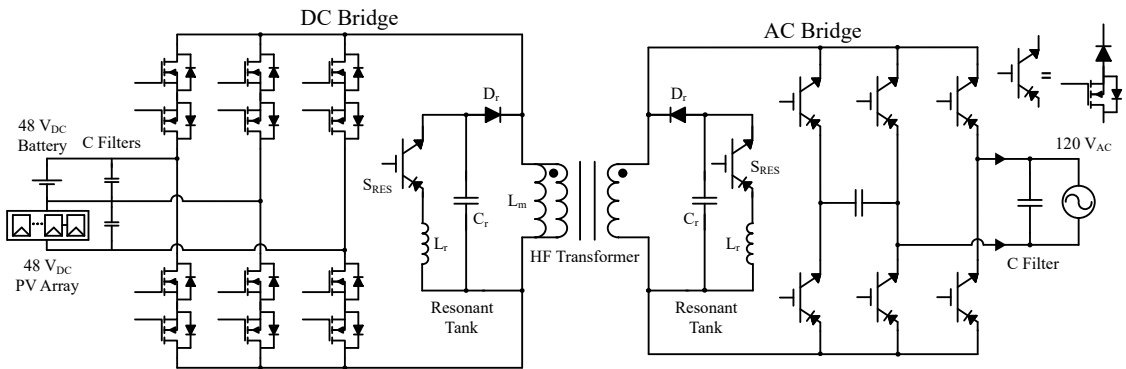 DC Bridge
AC Bridge
48 V_DC
Battery
C Filters
48 V_DC
PV Array
D_r
S_RES
C_r
L_r
L_m
Resonant
Tank
HF Transformer
D_r
S_RES
C_r
L_r
Resonant
Tank
=
120 V_AC
C Filter